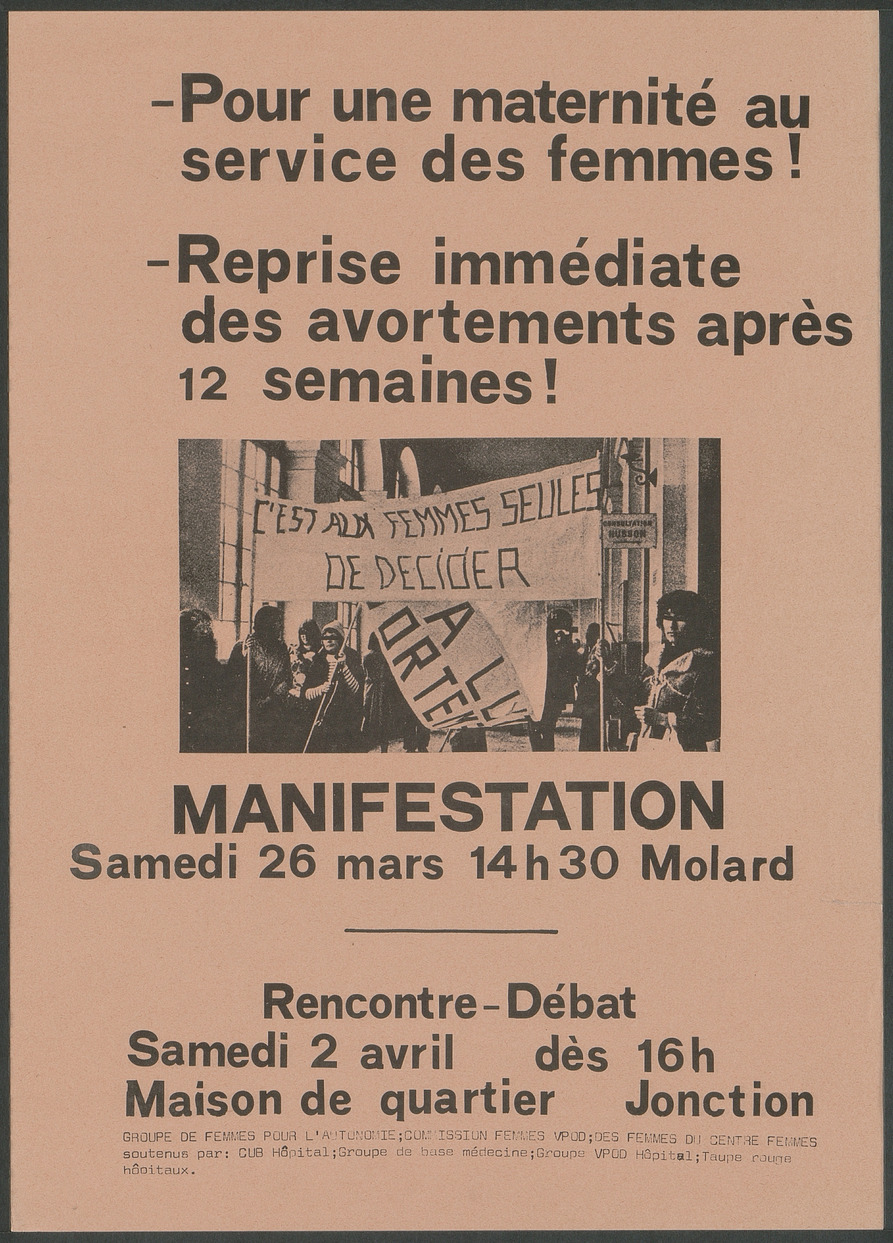 -Pour une maternité au
service des femmes!
-Reprise immédiate
des avortements après
12 semaines!
C'EST AUX FEMMES SEULES
DE DECIDER
CONSULTATION
HUBSON
A LU
ORTEM
MANIFESTATION
Samedi 26 mars 14h30 Molard
Rencontre-Débat
Samedi 2 avril dès 16h
Maison de quartier Jonction
GROUPE DE FEMMES POUR L'AUTONOMIE;COMMISSION FEMMES VPOD;DES FEMMES DU CENTRE FEMMES
soutenus par: CUB Hôpital;Groupe de base médecine;Groupe VPOD Hôpital;Taupe rouge
hôpitaux.